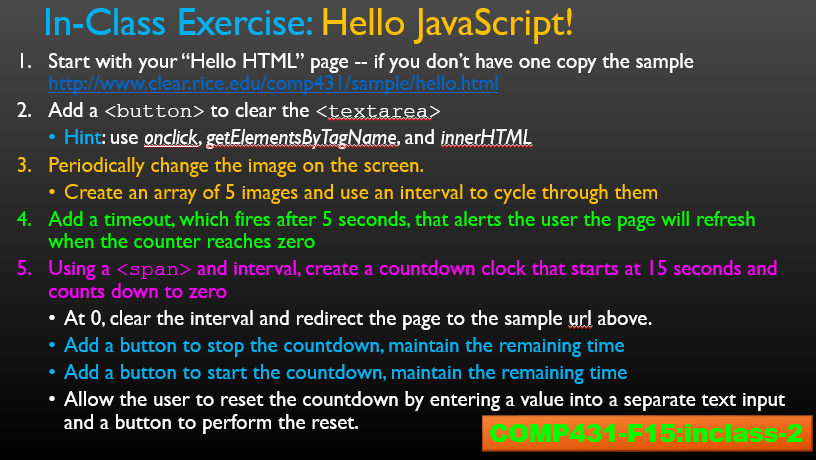 In-Class Exercise: Hello JavaScript!
1. Start with your “Hello HTML” page -- if you don’t have one copy the sample
http://www.clear.rice.edu/comp431/sample/hello.html
2. Add a <button> to clear the <textarea>
• Hint: use onclick, getElementsByTagName, and innerHTML
3. Periodically change the image on the screen.
• Create an array of 5 images and use an interval to cycle through them
4. Add a timeout, which fires after 5 seconds, that alerts the user the page will refresh
when the counter reaches zero
5. Using a <span> and interval, create a countdown clock that starts at 15 seconds and
counts down to zero
• At 0, clear the interval and redirect the page to the sample url above.
• Add a button to stop the countdown, maintain the remaining time
• Add a button to start the countdown, maintain the remaining time
• Allow the user to reset the countdown by entering a value into a separate text input
and a button to perform the reset.
COMP431-F15:inclass-2